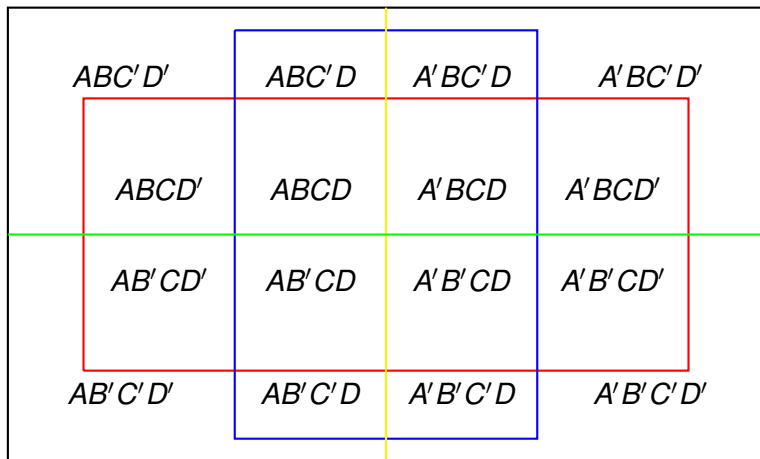 ABC′D′ ABC′D A′BC′D A′BC′D′
ABCD′ ABCD A′BCD A′BCD′
AB′CD′ AB′CD A′B′CD A′B′CD′
AB′C′D′ AB′C′D A′B′C′D A′B′C′D′